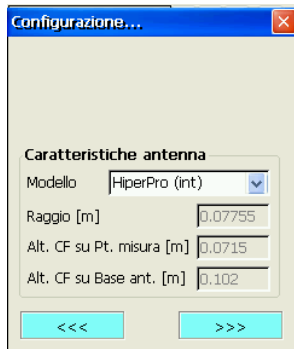 Configurazione...
Caratteristiche antenna
Modello HiperPro (int)
Raggio [m] 0.07755
Alt. CF su Pt. misura [m] 0.0715
Alt. CF su Base ant. [m] 0.102
<<< >>>